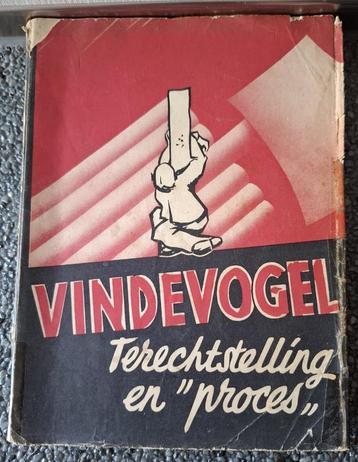 VINDEVOGEL
Terechtstelling
en "proces„